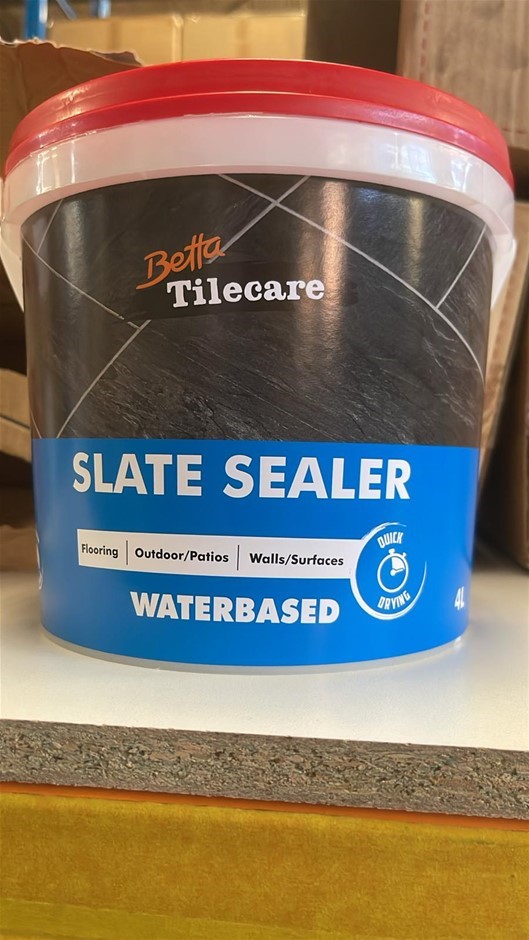 Betta
Tilecare
SLATE SEALER
Flooring | Outdoor/Patios | Walls/Surfaces
QUICK
DRYING
WATERBASED
4L